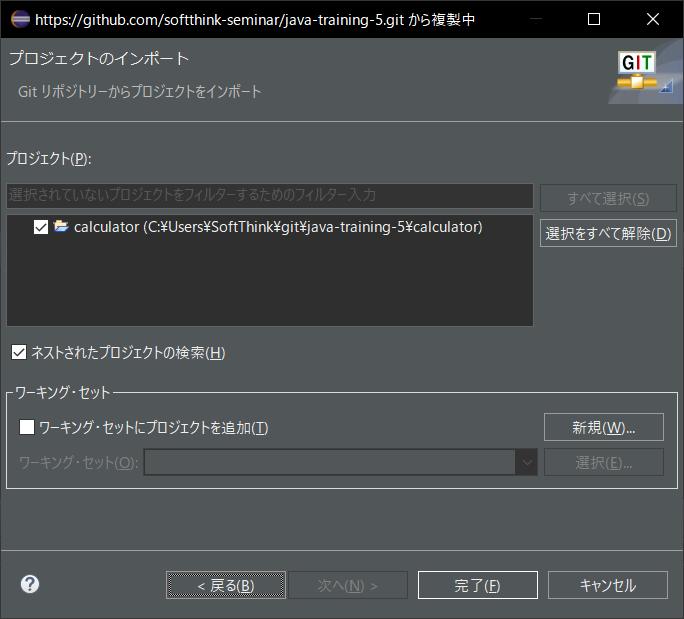 https://github.com/softthink-seminar/java-training-5.git から複製中
プロジェクトのインポート
Git リポジトリーからプロジェクトをインポート
GIT
プロジェクト(P):
選択されていないプロジェクトをフィルターするためのフィルター入力
すべて選択(S)
calculator (C:¥Users¥SoftThink¥git¥java-training-5¥calculator)
選択をすべて解除(D)
ネストされたプロジェクトの検索(H)
ワーキング・セット
ワーキング・セットにプロジェクトを追加(T)
新規(W)...
ワーキング・セット(O):
選択(E)...
?
< 戻る(B)
次へ(N) >
完了(F)
キャンセル